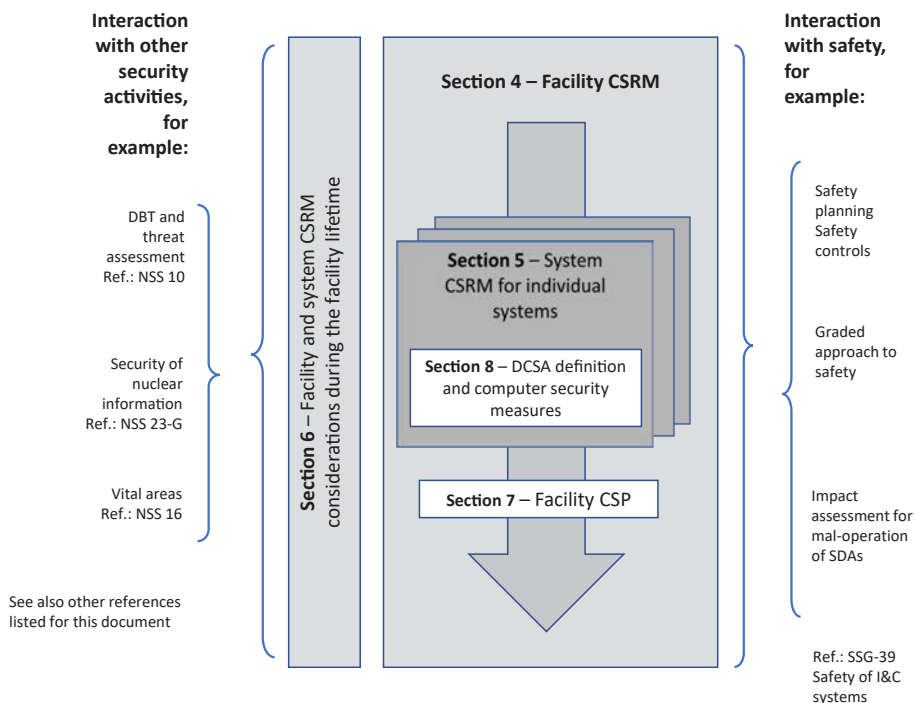 Interaction
with other
security
activities,
for
example:
DBT and
threat
assessment
Ref.: NSS 10
Security of
nuclear
information
Ref.: NSS 23-G
Vital areas
Ref.: NSS 16
See also other references
listed for this document
Section 6 – Facility and system CSRM
considerations during the facility lifetime
Section 4 – Facility CSRM
Section 5 – System
CSRM for individual
systems
Section 8 – DCSA definition
and computer security
measures
Section 7 – Facility CSP
Interaction
with safety,
for
example:
Safety
planning
Safety
controls
Graded
approach to
safety
Impact
assessment for
mal-operation
of SDAs
Ref.: SSG-39
Safety of I&C
systems